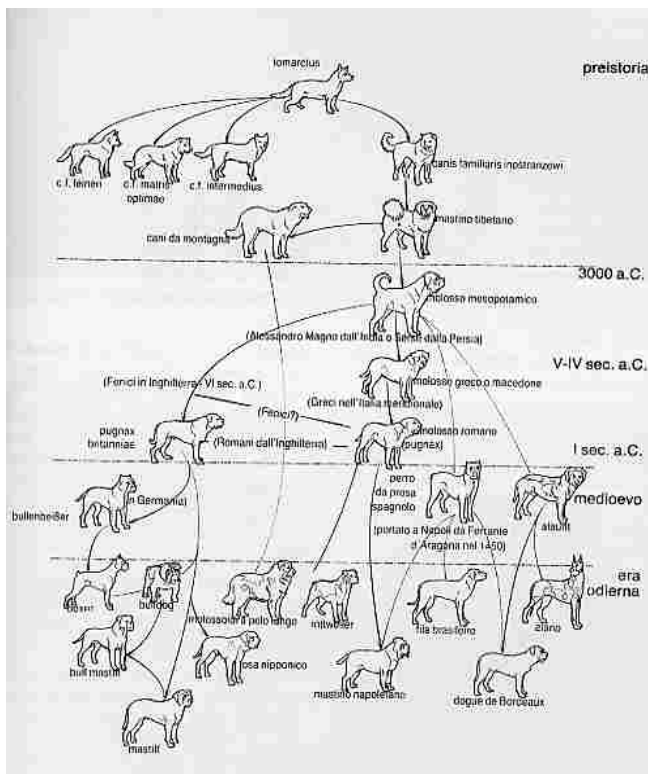 tomarcius
preistoria
c.f. leineri
c.f. matris
optimae
c.f. intermedius
canis familiaris inostranzewi
cani da montagna
mastino tibetano
3000 a.C.
molosso mesopotamico
(Alessandro Magno dall'India o Serse dalla Persia)
V-IV sec. a.C.
(Fenici in Inghilterra - VI sec. a.C.)
molosso greco o macedone
(Greci nell'Italia meridionale)
(Fenici?)
pugnax
britanniae
(Romani dall'Inghilterra)
molosso romano
(pugnax)
I sec. a.C.
medioevo
bullenbeißer
(in Germania)
perro
da presa
spagnolo
(portato a Napoli da Ferrante
d'Aragona nel 1450)
alaunt
era
odierna
boxer
bulldog
molossoidi a pelo lungo
rottweiler
fila brasileiro
alano
bull mastiff
tosa nipponico
mastino napoletano
dogue de Bordeaux
mastiff